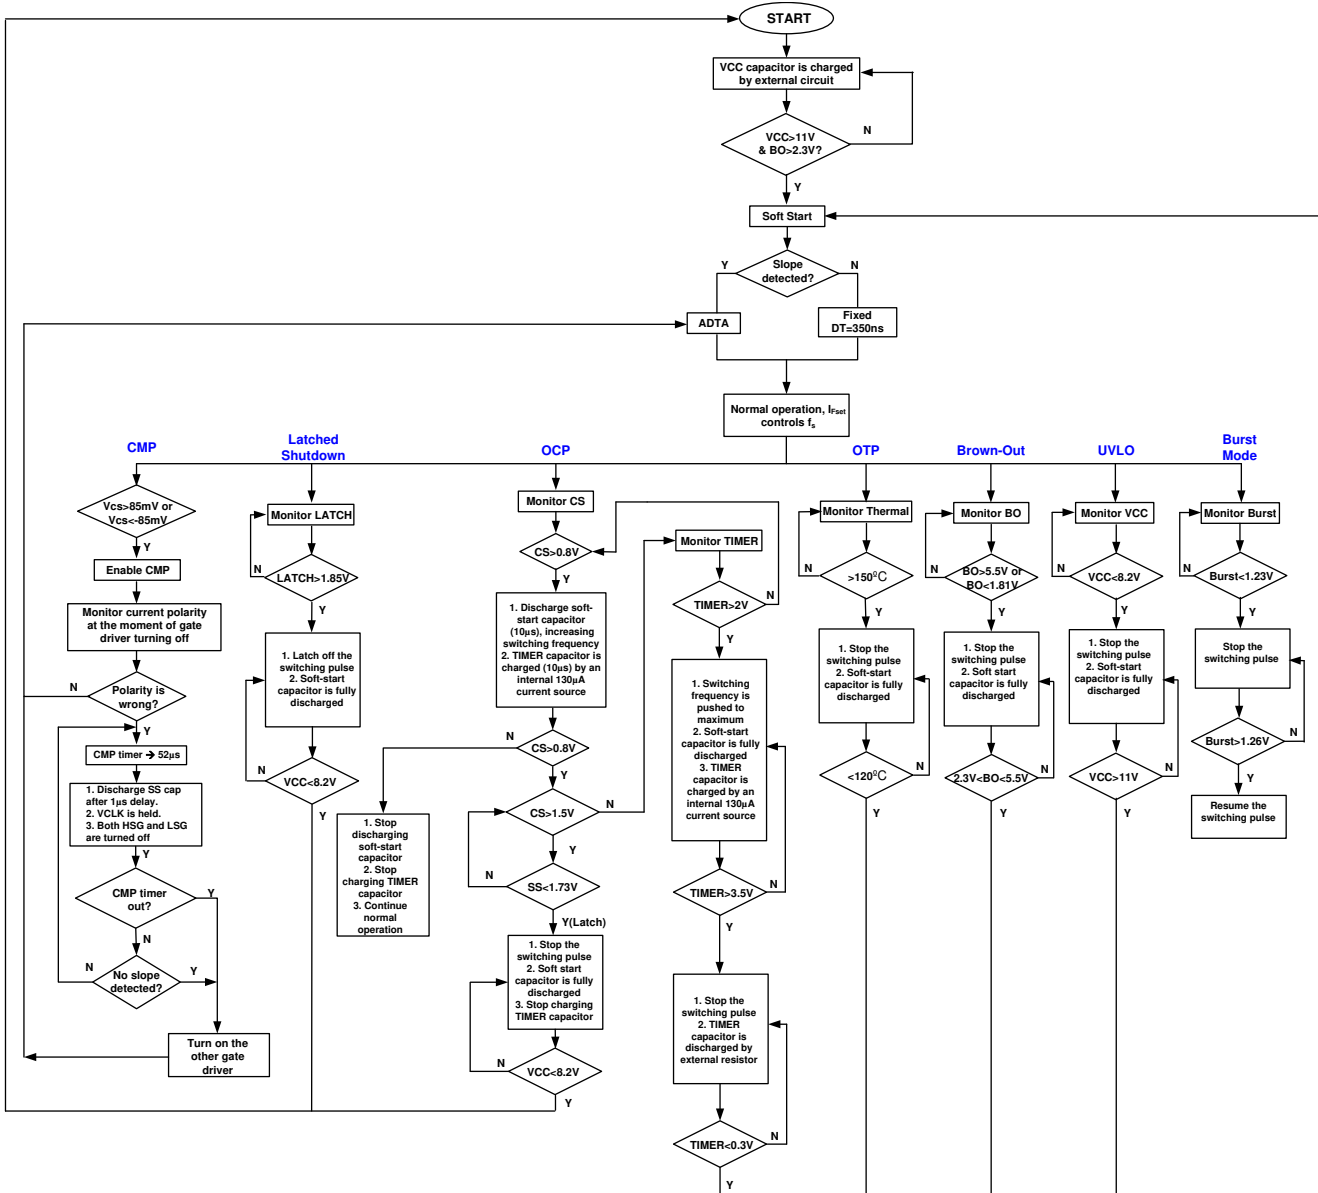 START
VCC capacitor is charged
by external circuit
VCC>11V
& BO>2.3V?
N
Y
Soft Start
Slope
detected?
Y
N
ADTA
Fixed
DT=350ns
Normal operation, IFset
controls fs
CMP
Vcs>85mV or
Vcs<-85mV
Y
Enable CMP
Monitor current polarity
at the moment of gate
driver turning off
Polarity is
wrong?
N
Y
CMP timer → 52µs
1. Discharge SS cap
after 1µs delay.
2. VCLK is held.
3. Both HSG and LSG
are turned off
Y
CMP timer
out?
Y
N
No slope
detected?
N
Y
Turn on the
other gate
driver
Latched
Shutdown
Monitor LATCH
N
LATCH>1.85V
Y
1. Latch off the
switching pulse
2. Soft-start
capacitor is fully
discharged
N
VCC<8.2V
Y
OCP
Monitor CS
CS>0.8V
Y
1. Discharge soft-
start capacitor
(10µs), increasing
switching frequency
2. TIMER capacitor is
charged (10µs) by an
internal 130µA
current source
N
CS>0.8V
Y
1. Stop
discharging
soft-start
capacitor
2. Stop
charging TIMER
capacitor
3. Continue
normal
operation
CS>1.5V
N
Y
N
SS<1.73V
Y(Latch)
1. Stop the
switching pulse
2. Soft start
capacitor is fully
discharged
3. Stop charging
TIMER capacitor
N
VCC<8.2V
Y
Monitor TIMER
TIMER>2V
N
Y
1. Switching
frequency is
pushed to
maximum
2. Soft-start
capacitor is fully
discharged
3. TIMER
capacitor is
charged by an
internal 130µA
current source
N
TIMER>3.5V
Y
1. Stop the
switching pulse
2. TIMER
capacitor is
discharged by
external resistor
TIMER<0.3V
N
Y
OTP
Monitor Thermal
N
>150ºC
Y
1. Stop the
switching pulse
2. Soft-start
capacitor is fully
discharged
<120ºC
N
Y
Brown-Out
Monitor BO
N
BO>5.5V or
BO<1.81V
Y
1. Stop the
switching pulse
2. Soft start
capacitor is fully
discharged
2.3V<BO<5.5V
N
Y
UVLO
Monitor VCC
N
VCC<8.2V
Y
1. Stop the
switching pulse
2. Soft-start
capacitor is fully
discharged
VCC>11V
N
Y
Burst
Mode
Monitor Burst
N
Burst<1.23V
Y
Stop the
switching pulse
Burst>1.26V
N
Y
Resume the
switching pulse